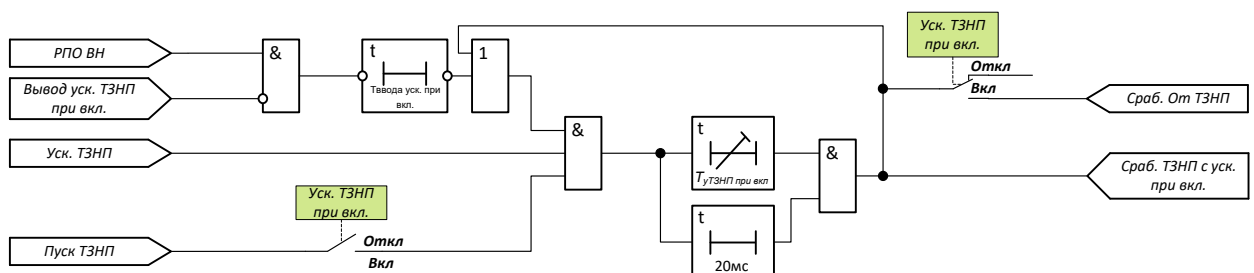 РПО ВН
Вывод уск. ТЗНП
при вкл.
Уск. ТЗНП
Пуск ТЗНП
Уск. ТЗНП
при вкл.
Откл
Вкл
&
t
Tввода уск. при
вкл.
1
&
t
TуТЗНП при вкл
t
20мс
&
Уск. ТЗНП
при вкл.
Откл
Вкл
Сраб. От ТЗНП
Сраб. ТЗНП с уск.
при вкл.